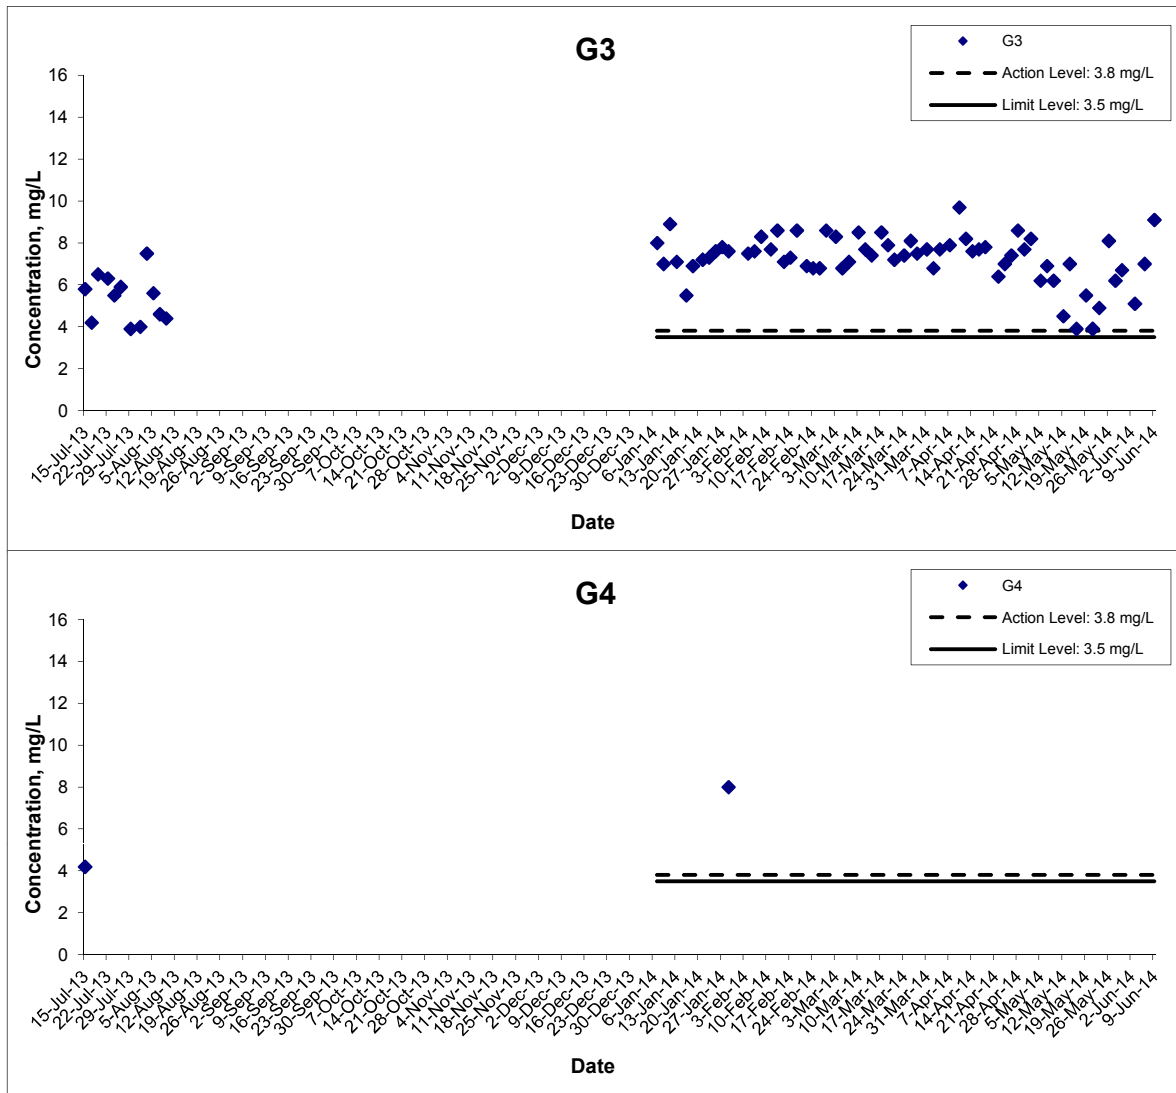 G3
G3
Action Level: 3.8 mg/L
Limit Level: 3.5 mg/L
16
14
12
10
8
6
4
2
0
Concentration, mg/L
15-Jul-13
22-Jul-13
29-Jul-13
5-Aug-13
12-Aug-13
19-Aug-13
26-Aug-13
2-Sep-13
9-Sep-13
16-Sep-13
23-Sep-13
30-Sep-13
7-Oct-13
14-Oct-13
21-Oct-13
28-Oct-13
4-Nov-13
11-Nov-13
18-Nov-13
25-Nov-13
2-Dec-13
9-Dec-13
16-Dec-13
23-Dec-13
30-Dec-13
6-Jan-14
13-Jan-14
20-Jan-14
27-Jan-14
3-Feb-14
10-Feb-14
17-Feb-14
24-Feb-14
3-Mar-14
10-Mar-14
17-Mar-14
24-Mar-14
31-Mar-14
7-Apr-14
14-Apr-14
21-Apr-14
28-Apr-14
5-May-14
12-May-14
19-May-14
26-May-14
2-Jun-14
9-Jun-14
Date
G4
G4
Action Level: 3.8 mg/L
Limit Level: 3.5 mg/L
16
14
12
10
8
6
4
2
0
Concentration, mg/L
15-Jul-13
22-Jul-13
29-Jul-13
5-Aug-13
12-Aug-13
19-Aug-13
26-Aug-13
2-Sep-13
9-Sep-13
16-Sep-13
23-Sep-13
30-Sep-13
7-Oct-13
14-Oct-13
21-Oct-13
28-Oct-13
4-Nov-13
11-Nov-13
18-Nov-13
25-Nov-13
2-Dec-13
9-Dec-13
16-Dec-13
23-Dec-13
30-Dec-13
6-Jan-14
13-Jan-14
20-Jan-14
27-Jan-14
3-Feb-14
10-Feb-14
17-Feb-14
24-Feb-14
3-Mar-14
10-Mar-14
17-Mar-14
24-Mar-14
31-Mar-14
7-Apr-14
14-Apr-14
21-Apr-14
28-Apr-14
5-May-14
12-May-14
19-May-14
26-May-14
2-Jun-14
9-Jun-14
Date